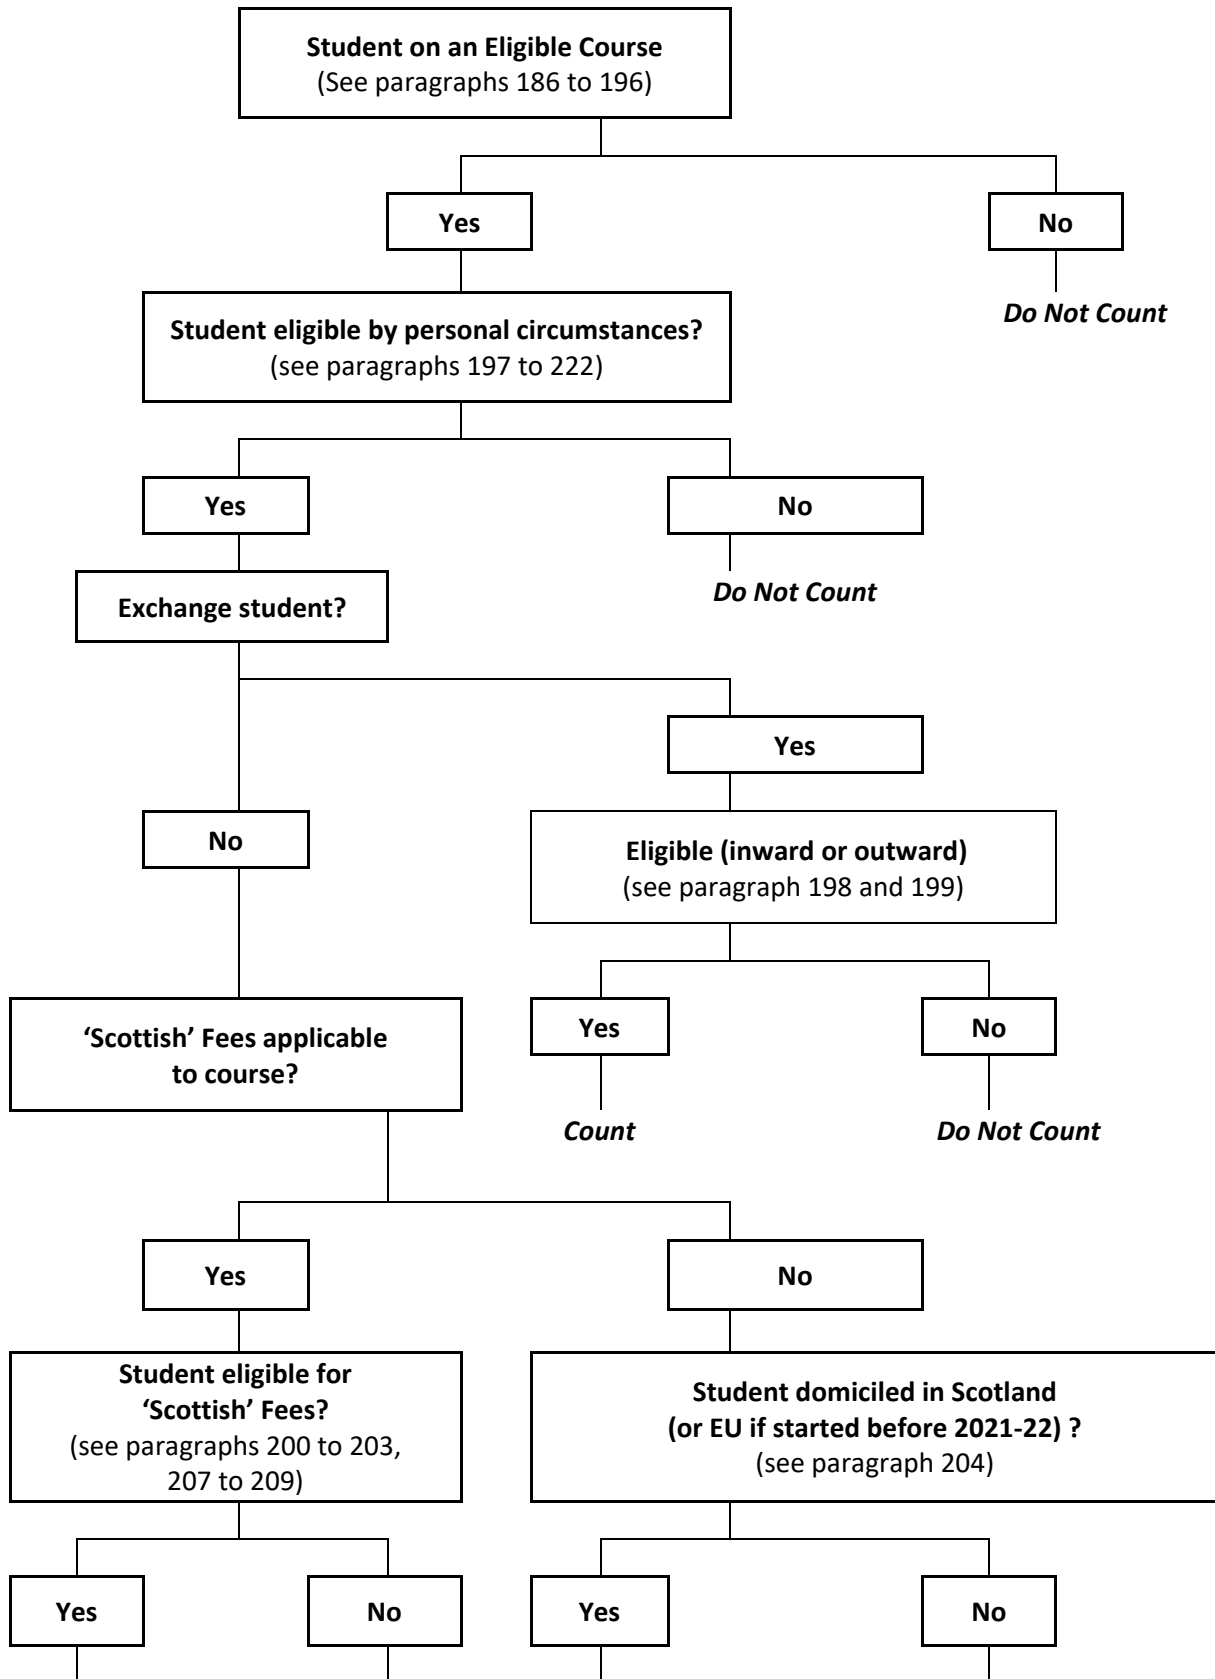 Student on an Eligible Course
(See paragraphs 186 to 196)
Yes
No
Do Not Count
Student eligible by personal circumstances?
(see paragraphs 197 to 222)
Yes
No
Do Not Count
Exchange student?
Yes
No
Eligible (inward or outward)
(see paragraph 198 and 199)
‘Scottish’ Fees applicable
to course?
Yes
No
Count
Do Not Count
Yes
No
Student eligible for
‘Scottish’ Fees?
(see paragraphs 200 to 203,
207 to 209)
Student domiciled in Scotland
(or EU if started before 2021-22) ?
(see paragraph 204)
Yes
No
Yes
No